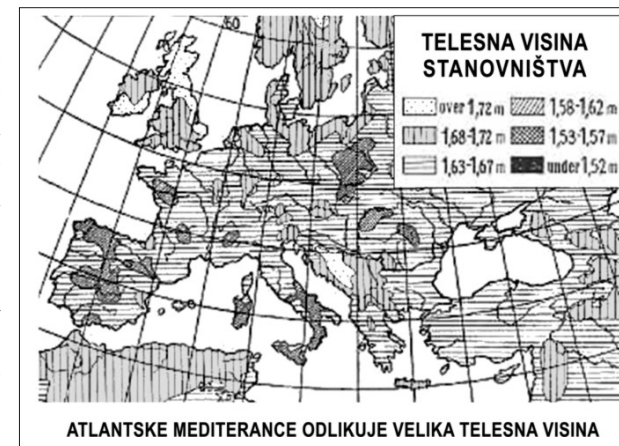 60
TELESNA VISINA
STANOVNIŠTVA
over 1,72 m
1,58-1,62 m
1,68-1,72 m
1,53-1,57 m
1,63-1,67 m
under 1,52 m
ATLANTSKE MEDITERANCE ODLIKUJE VELIKA TELESNA VISINA